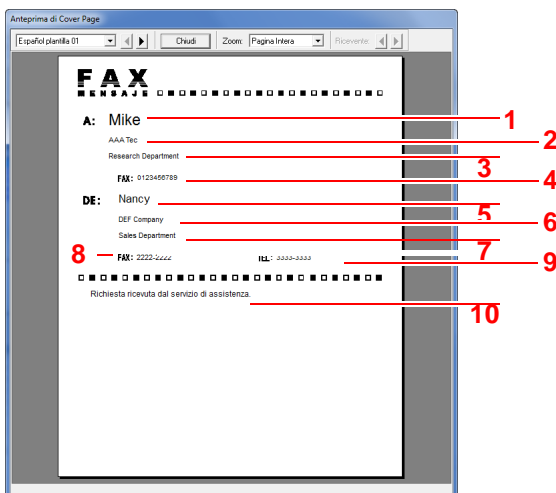 Anteprima di Cover Page
Español plantilla 01 Chiudi Zoom: Pagina Intera Ricevente:
FAX
MENSAJE
A: Mike 1
AAA Tec 2
Research Department 3
FAX: 0123456789 4
DE: Nancy 5
DEF Company 6
Sales Department 7
8 FAX: 2222-2222 TEL: 3333-3333 9
Richiesta ricevuta dal servizio di assistenza. 10